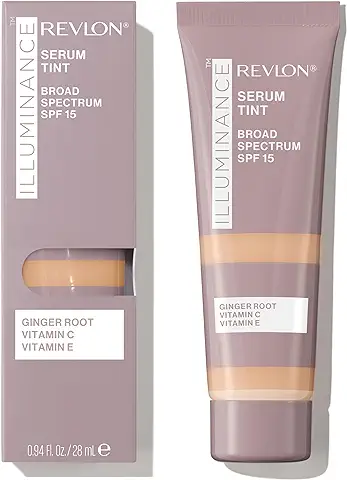 ILLUMINANCE™
REVLON®
SERUM
TINT
BROAD
SPECTRUM
SPF 15
GINGER ROOT
VITAMIN C
VITAMIN E
0.94 fl. Oz./ 28 mL e
ILLUMINANCE™
REVLON®
SERUM
TINT
BROAD
SPECTRUM
SPF 15
GINGER ROOT
VITAMIN C
VITAMIN E